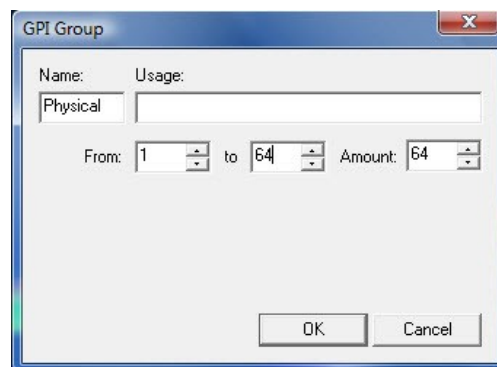 GPI Group
Name: Usage:
Physical
From: 1 to 64 Amount: 64
OK Cancel